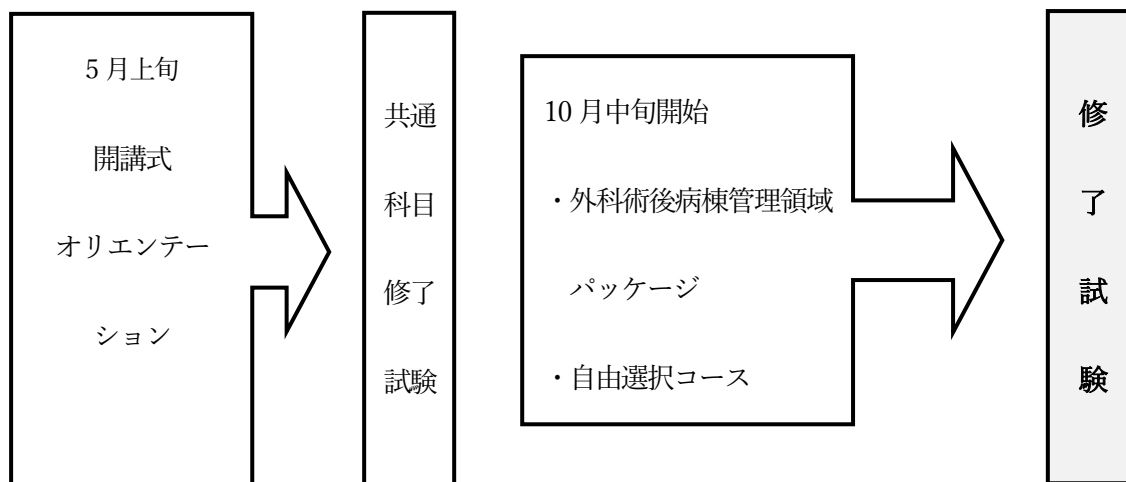 5月上旬
開講式
オリエンテー
ション
共通
科目
修了
試験
10月中旬開始
・外科術後病棟管理領域
パッケージ
・自由選択コース
修
了
試
験